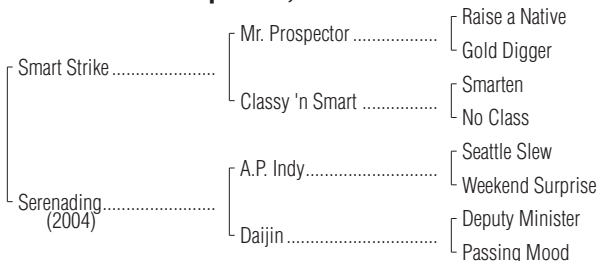 Raise a Native
Mr. Prospector ..................
Gold Digger
Smart Strike ......................
Smarten
Classy 'n Smart ................
No Class
Seattle Slew
A.P. Indy............................
Weekend Surprise
Serenading........................
(2004)
Deputy Minister
Daijin ................................
Passing Mood